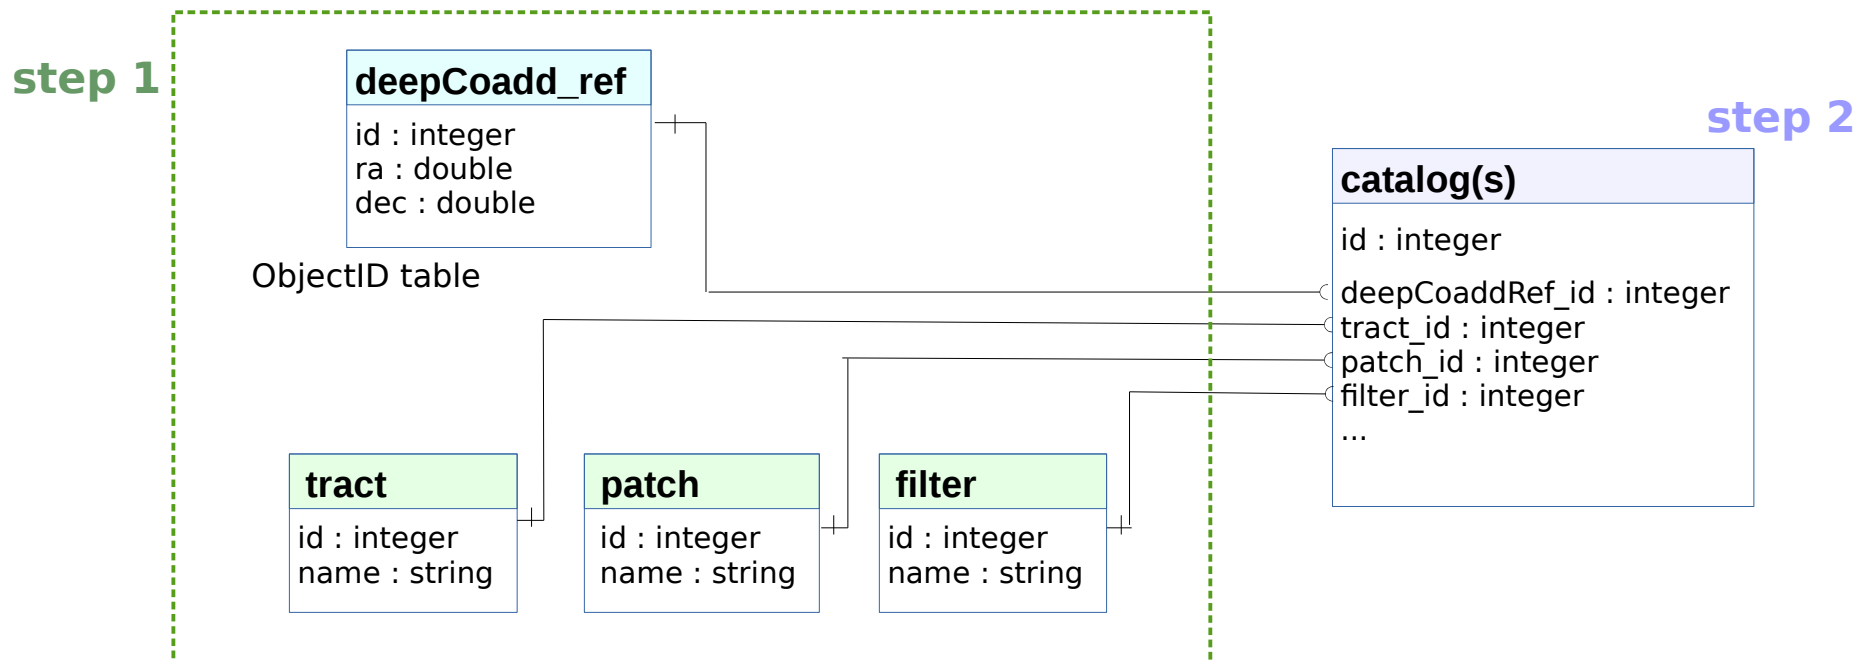 step 1
deepCoadd_ref
id : integer
ra : double
dec : double
ObjectID table
step 2
catalog(s)
id : integer
deepCoaddRef_id : integer
tract_id : integer
patch_id : integer
filter_id : integer
...
tract
id : integer
name : string
patch
id : integer
name : string
filter
id : integer
name : string